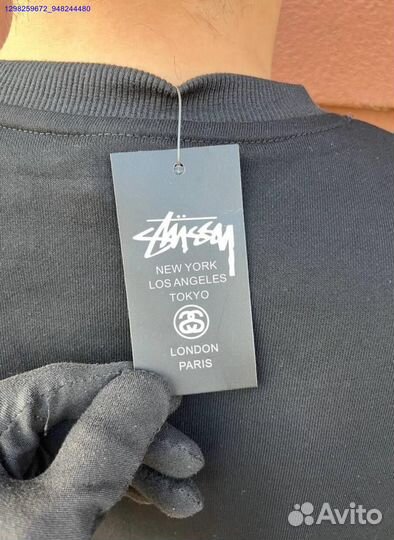 1298259672_948244480
Stüssy
NEW YORK
LOS ANGELES
TOKYO
LONDON
PARIS
Avito